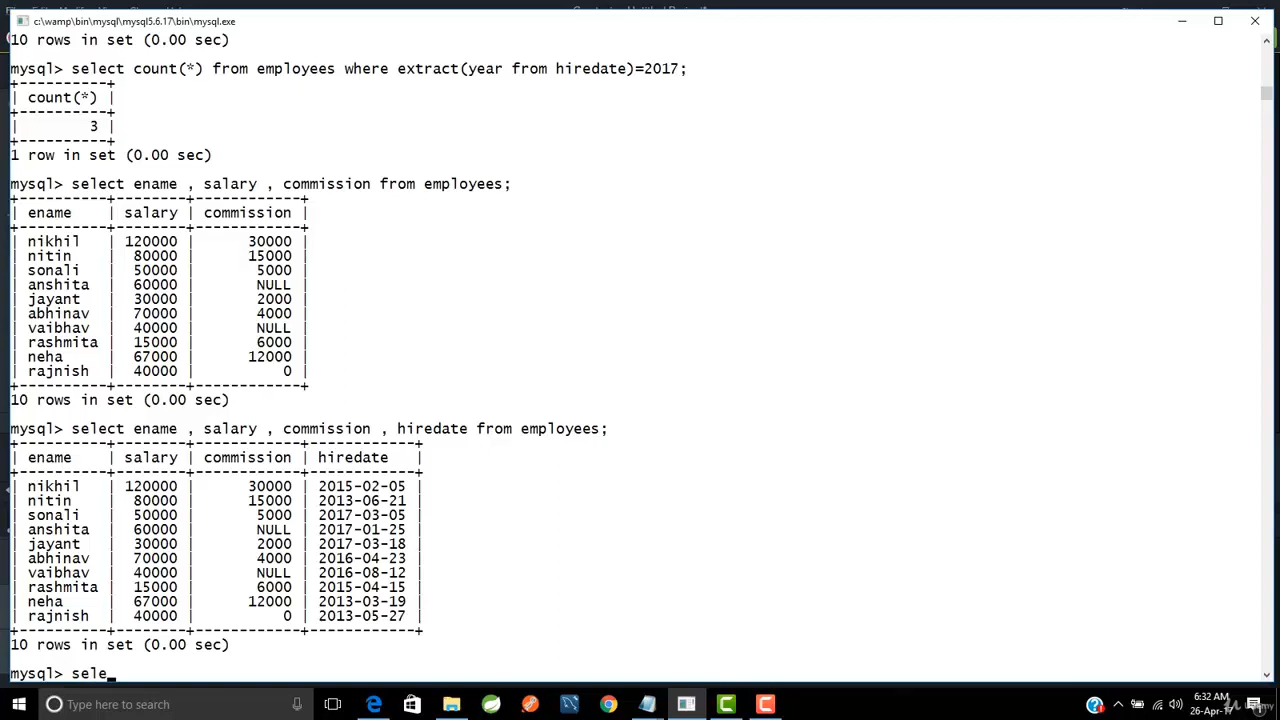 c:\wamp\bin\mysql\mysql5.6.17\bin\mysql.exe
10 rows in set (0.00 sec)
mysql> select count(*) from employees where extract(year from hiredate)=2017;
+----------+
| count(*) |
+----------+
|        3 |
+----------+
1 row in set (0.00 sec)
mysql> select ename , salary , commission from employees;
+----------+--------+------------+
| ename    | salary | commission |
+----------+--------+------------+
| nikhil   | 120000 |      30000 |
| nitin    |  80000 |      15000 |
| sonali   |  50000 |       5000 |
| anshita  |  60000 |       NULL |
| jayant   |  30000 |       2000 |
| abhinav  |  70000 |       4000 |
| vaibhav  |  40000 |       NULL |
| rashmita |  15000 |       6000 |
| neha     |  67000 |      12000 |
| rajnish  |  40000 |          0 |
+----------+--------+------------+
10 rows in set (0.00 sec)
mysql> select ename , salary , commission , hiredate from employees;
+----------+--------+------------+------------+
| ename    | salary | commission | hiredate   |
+----------+--------+------------+------------+
| nikhil   | 120000 |      30000 | 2015-02-05 |
| nitin    |  80000 |      15000 | 2013-06-21 |
| sonali   |  50000 |       5000 | 2017-03-05 |
| anshita  |  60000 |       NULL | 2017-01-25 |
| jayant   |  30000 |       2000 | 2017-03-18 |
| abhinav  |  70000 |       4000 | 2016-04-23 |
| vaibhav  |  40000 |       NULL | 2016-08-12 |
| rashmita |  15000 |       6000 | 2015-04-15 |
| neha     |  67000 |      12000 | 2013-03-19 |
| rajnish  |  40000 |          0 | 2013-05-27 |
+----------+--------+------------+------------+
10 rows in set (0.00 sec)
mysql> sele_
Type here to search
6:32 AM
26-Apr-17